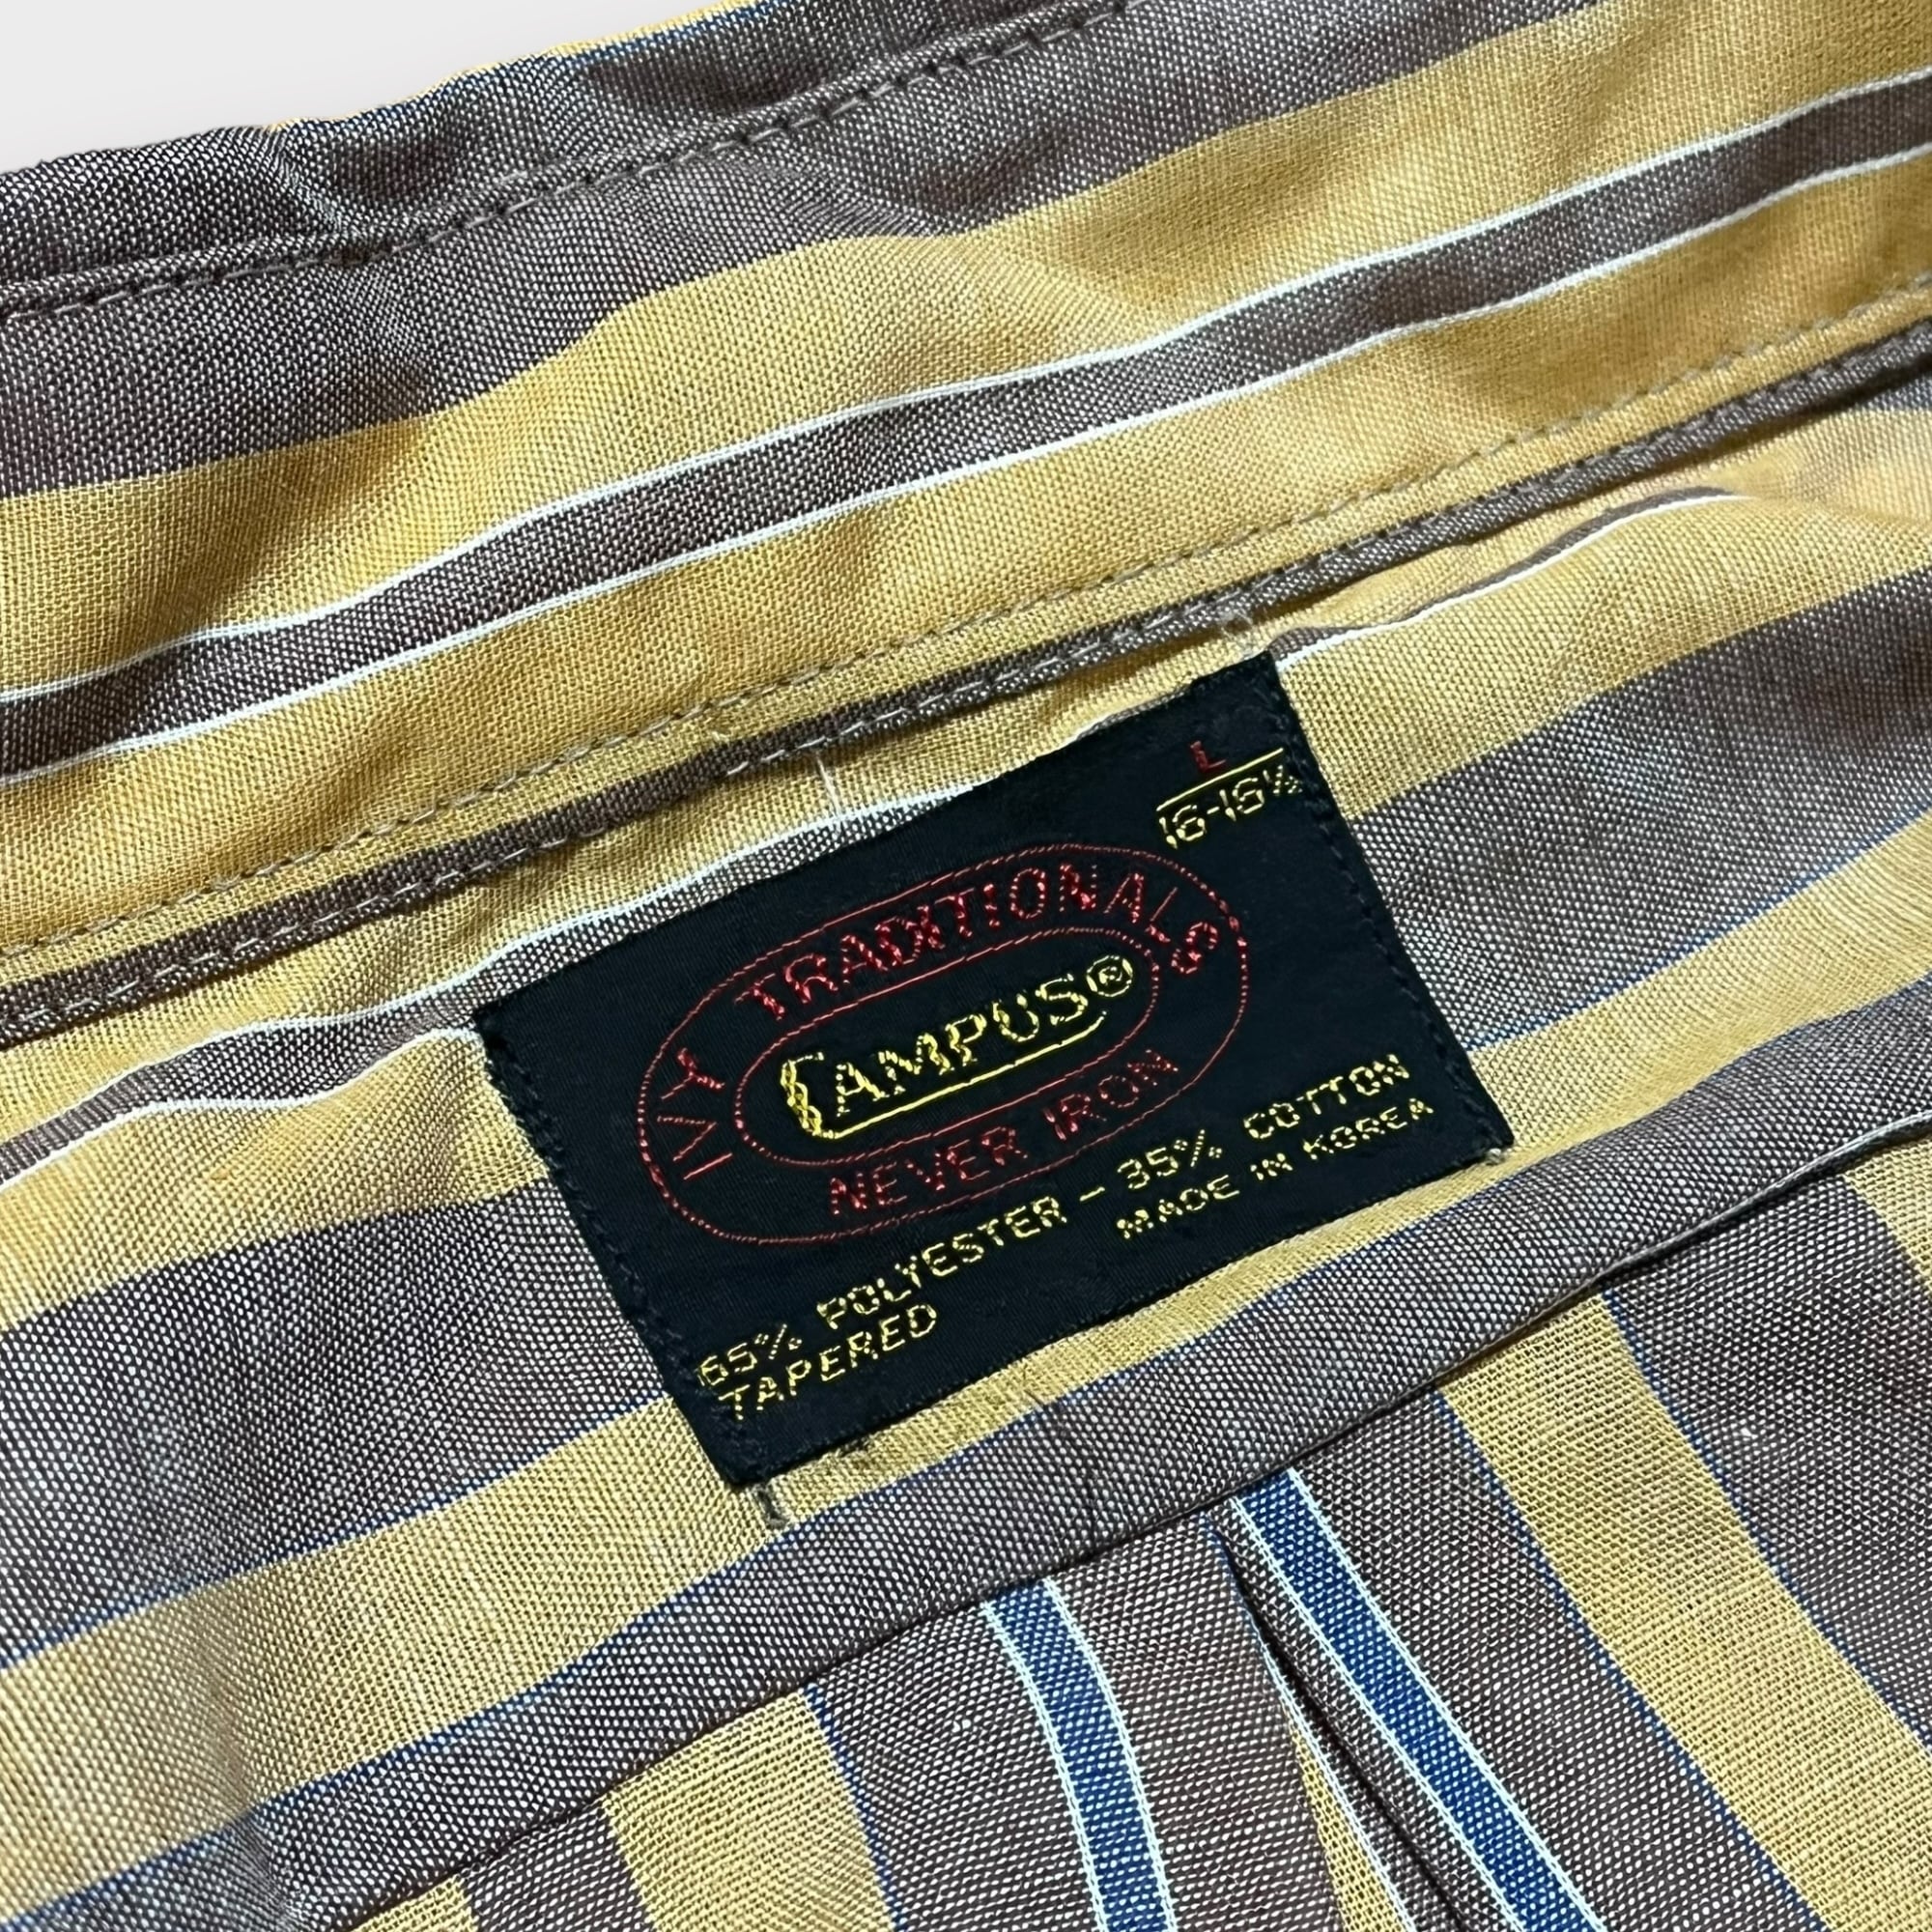 L
16-16½
IVY TRADITIONALS
CAMPUS®
NEVER IRON
65% POLYESTER - 35% COTTON
TAPERED
MADE IN KOREA